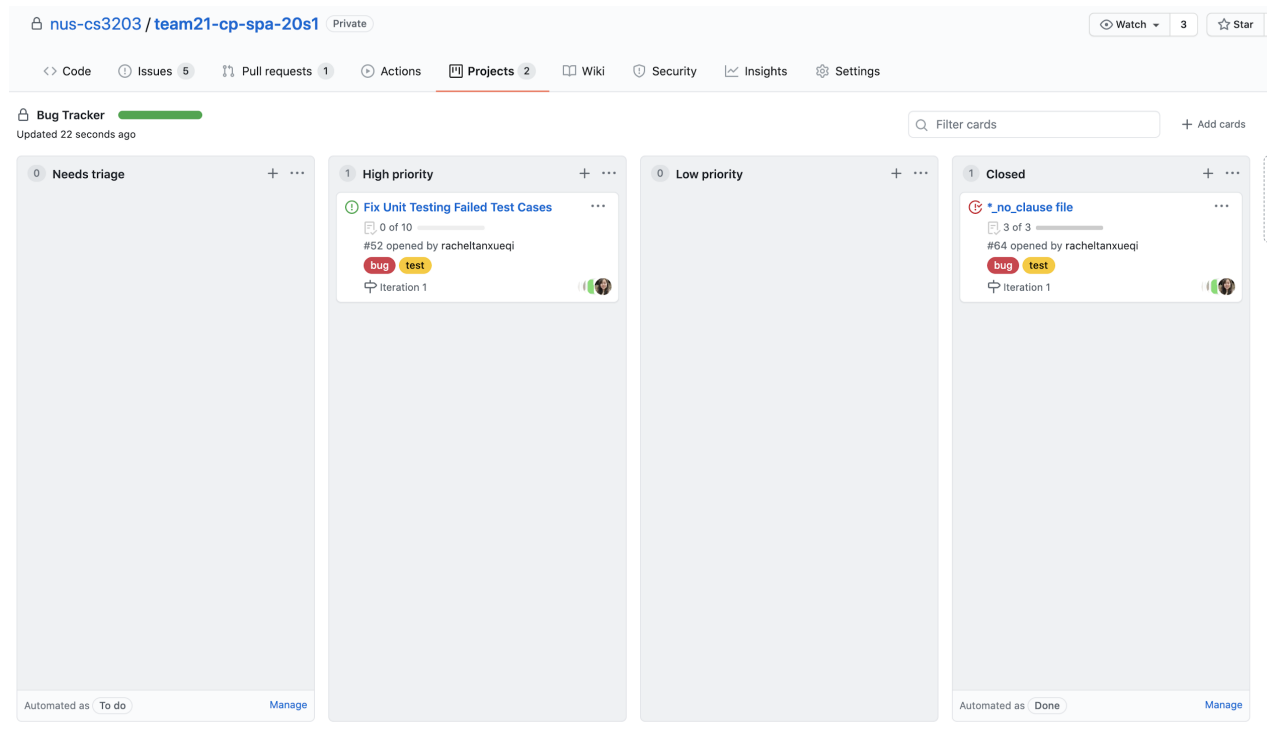 nus-cs3203 / team21-cp-spa-20s1 Private
Watch 3 Star
Code Issues 5 Pull requests 1 Actions Projects 2 Wiki Security Insights Settings
Bug Tracker
Updated 22 seconds ago
Filter cards
Add cards
0 Needs triage
Automated as To do Manage
1 High priority
Fix Unit Testing Failed Test Cases
0 of 10
#52 opened by racheltanxueqi
bug test
Iteration 1
0 Low priority
1 Closed
*_no_clause file
3 of 3
#64 opened by racheltanxueqi
bug test
Iteration 1
Automated as Done Manage